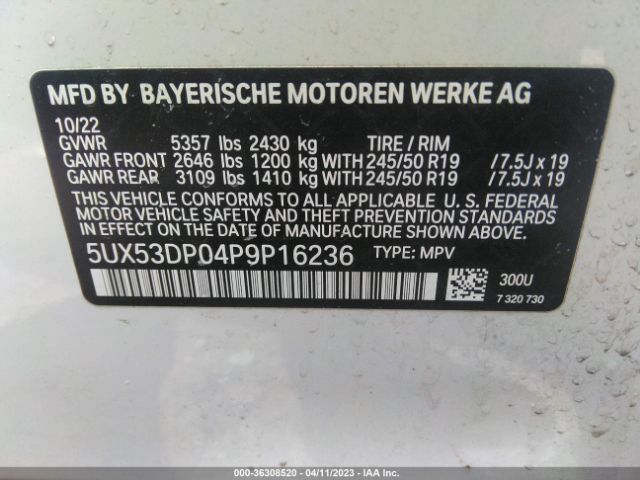 MFD BY BAYERISCHE MOTOREN WERKE AG
10/22
GVWR 5357 lbs 2430 kg TIRE / RIM
GAWR FRONT 2646 lbs 1200 kg WITH 245/50 R19 /7.5J x 19
GAWR REAR 3109 lbs 1410 kg WITH 245/50 R19 /7.5J x 19
THIS VEHICLE CONFORMS TO ALL APPLICABLE U. S. FEDERAL
MOTOR VEHICLE SAFETY AND THEFT PREVENTION STANDARDS
IN EFFECT ON THE DATE OF MANUFACTURE SHOWN ABOVE.
5UX53DP04P9P16236 TYPE: MPV
300U
7 320 730
000-36308520 - 04/11/2023 - IAA Inc.